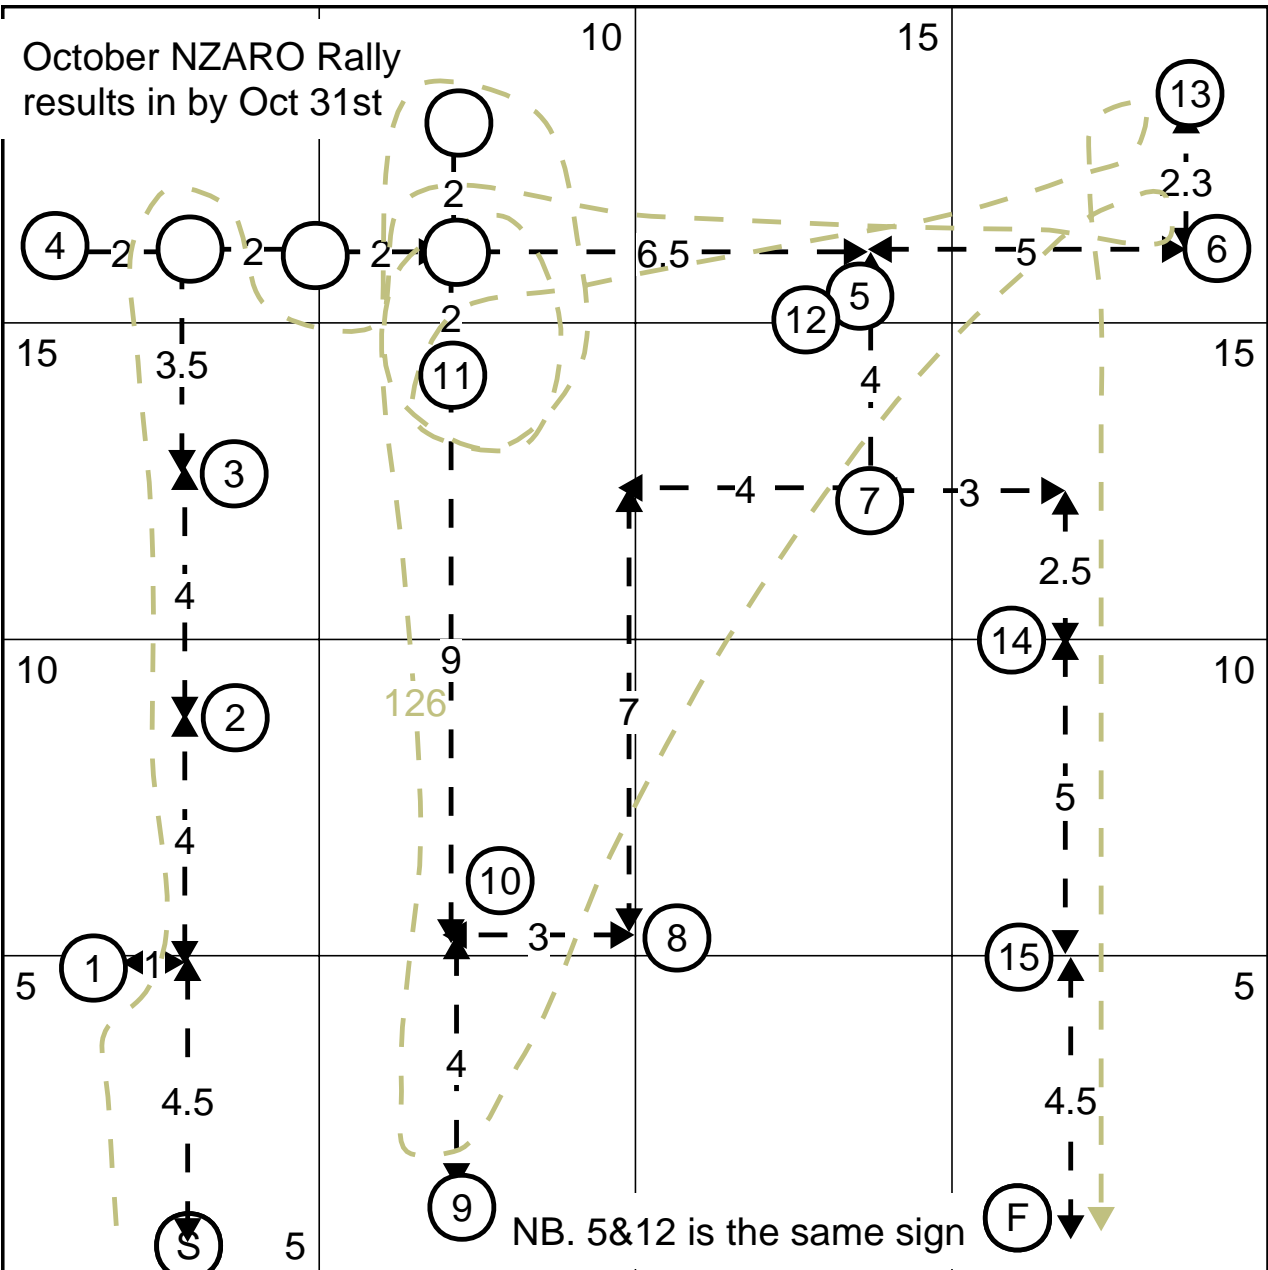 10 15
October NZARO Rally
results in by Oct 31st
13
2 2.3
4 2 2 2 6.5 5 6
5
2 12
15 3.5 11 4 15
3 4 7 3
2.5
4
14
10 9 10
126 7
2
5
4
10
3 8
1 1 15
5 5
4
4.5 4.5
9 F
NB. 5&12 is the same sign
S 5